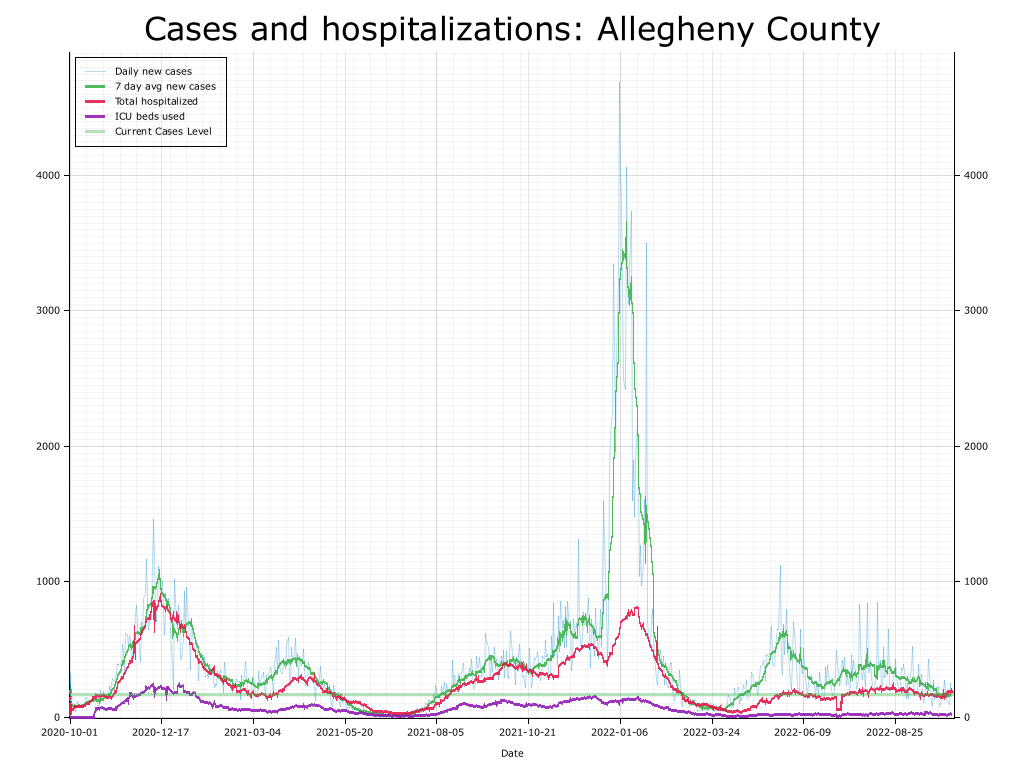 Cases and hospitalizations: Allegheny County
Daily new cases
7 day avg new cases
Total hospitalized
ICU beds used
Current Cases Level
4000 4000
3000 3000
2000 2000
1000 1000
0 0
2020-10-01 2020-12-17 2021-03-04 2021-05-20 2021-08-05 2021-10-21 2022-01-06 2022-03-24 2022-06-09 2022-08-25
Date